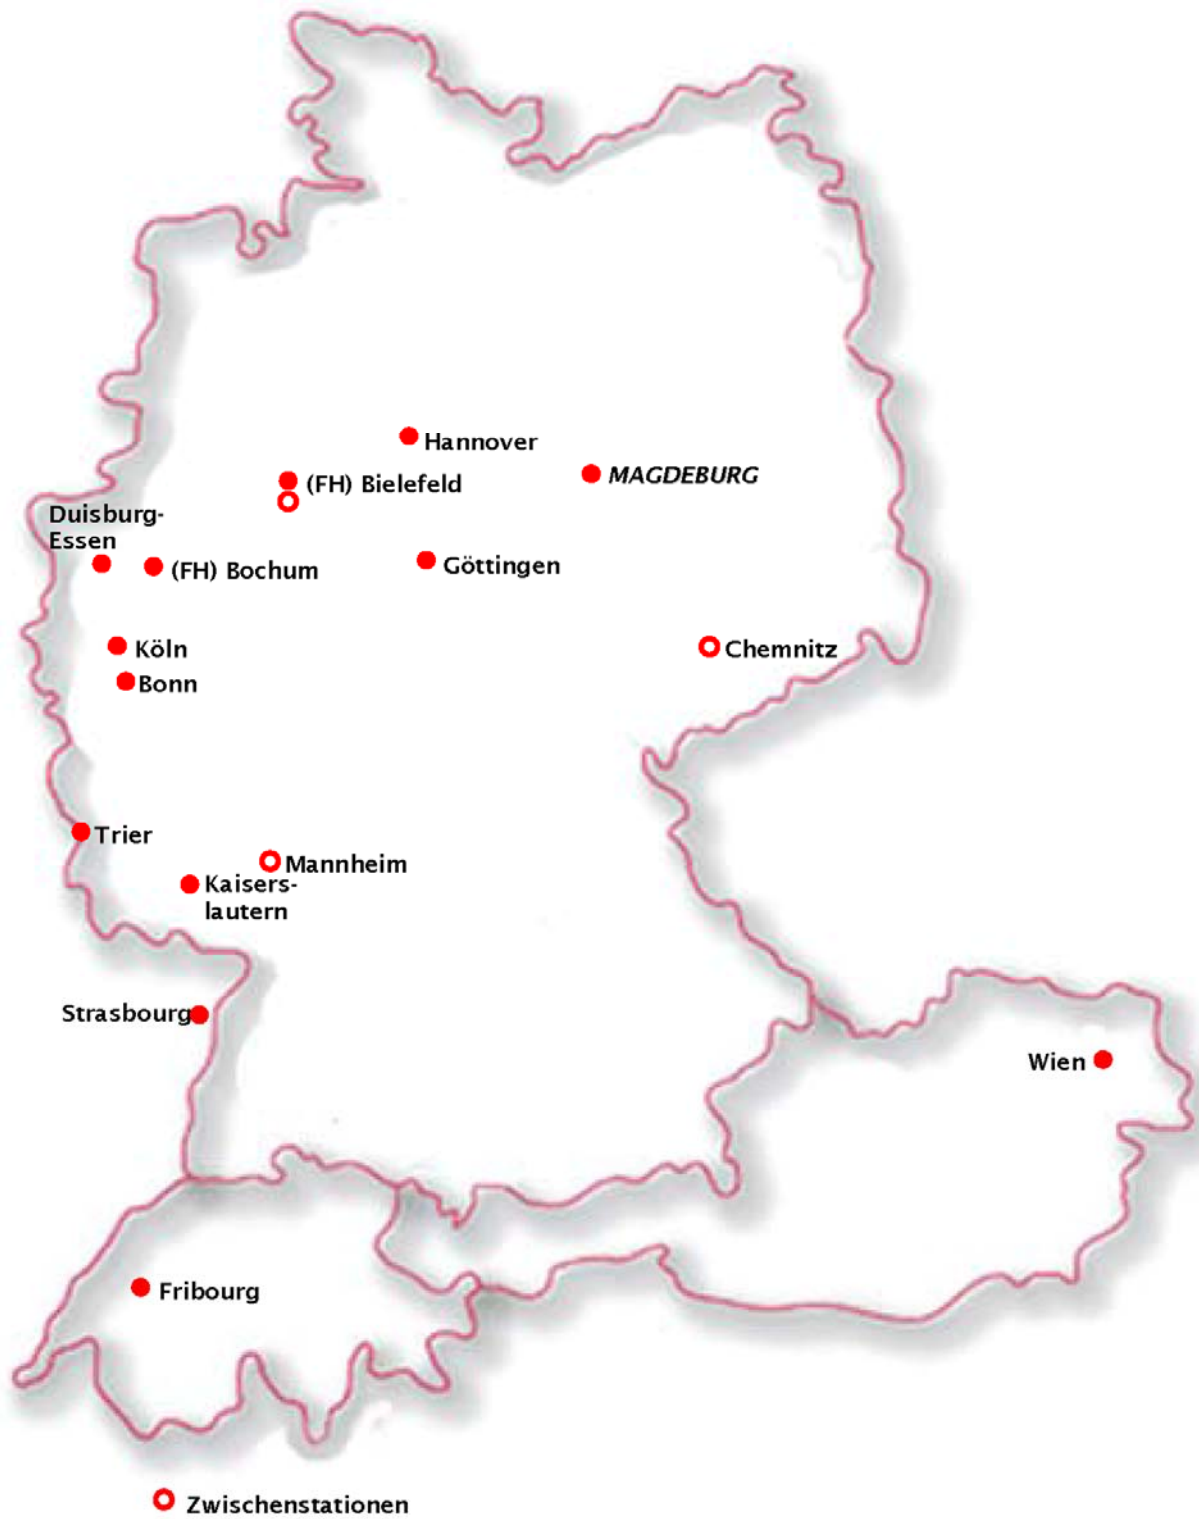 Hannover
MAGDEBURG
(FH) Bielefeld
Duisburg-
Essen
(FH) Bochum
Göttingen
Köln
Chemnitz
Bonn
Trier
Mannheim
Kaisers-
lautern
Strasbourg
Wien
Fribourg
Zwischenstationen